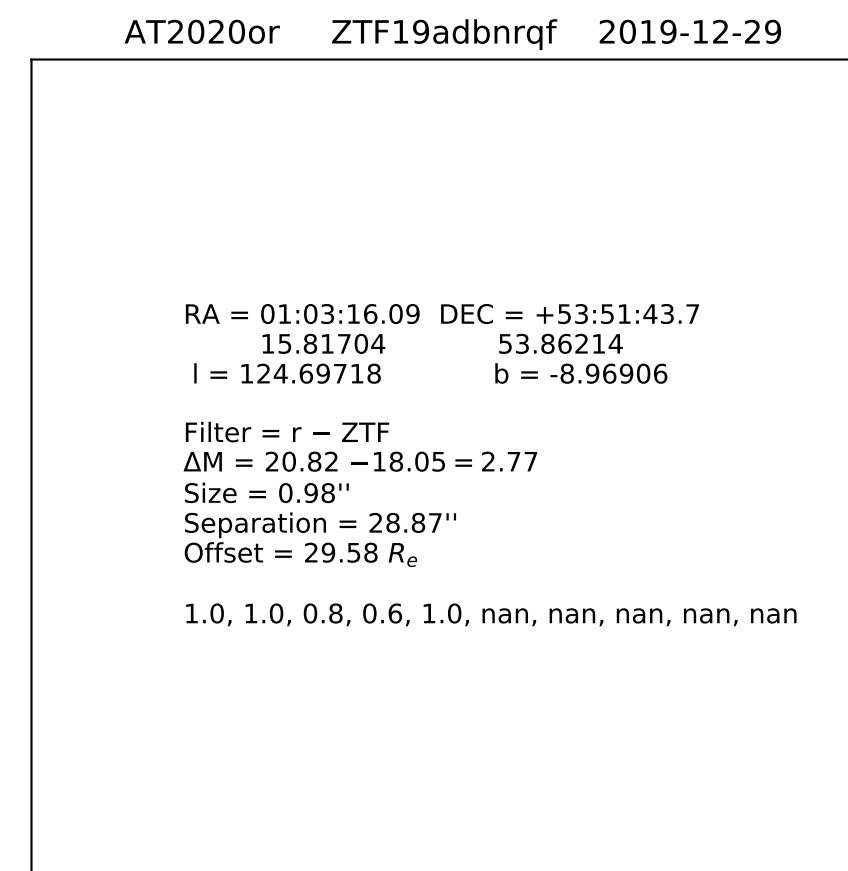 AT2020or ZTF19adbnrqf 2019-12-29
RA = 01:03:16.09 DEC = +53:51:43.7
15.81704 53.86214
l = 124.69718 b = -8.96906
Filter = r − ZTF
ΔM = 20.82 −18.05 = 2.77
Size = 0.98''
Separation = 28.87''
Offset = 29.58 Re
1.0, 1.0, 0.8, 0.6, 1.0, nan, nan, nan, nan, nan